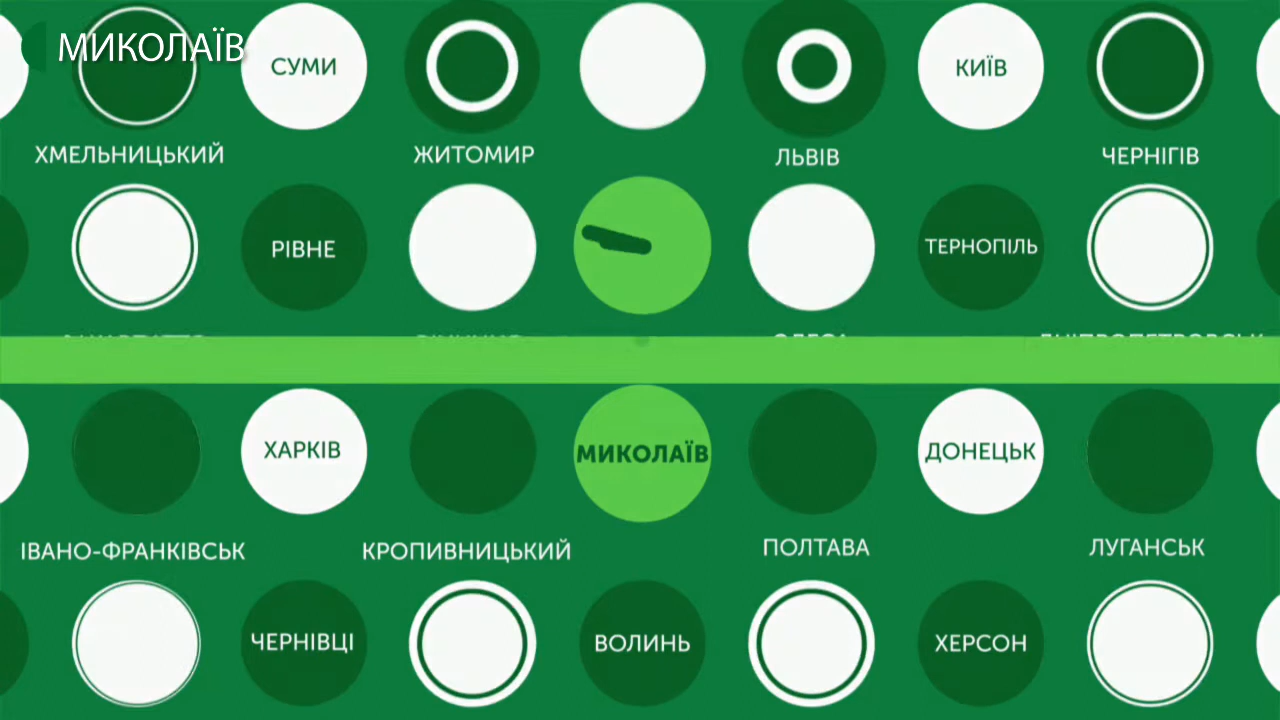 МИКОЛАЇВ
СУМИ
КИЇВ
ХМЕЛЬНИЦЬКИЙ
ЖИТОМИР
ЛЬВІВ
ЧЕРНІГІВ
РІВНЕ
ТЕРНОПІЛЬ
ХАРКІВ
МИКОЛАЇВ
ДОНЕЦЬК
ІВАНО-ФРАНКІВСЬК
КРОПИВНИЦЬКИЙ
ПОЛТАВА
ЛУГАНСЬК
ЧЕРНІВЦІ
ВОЛИНЬ
ХЕРСОН